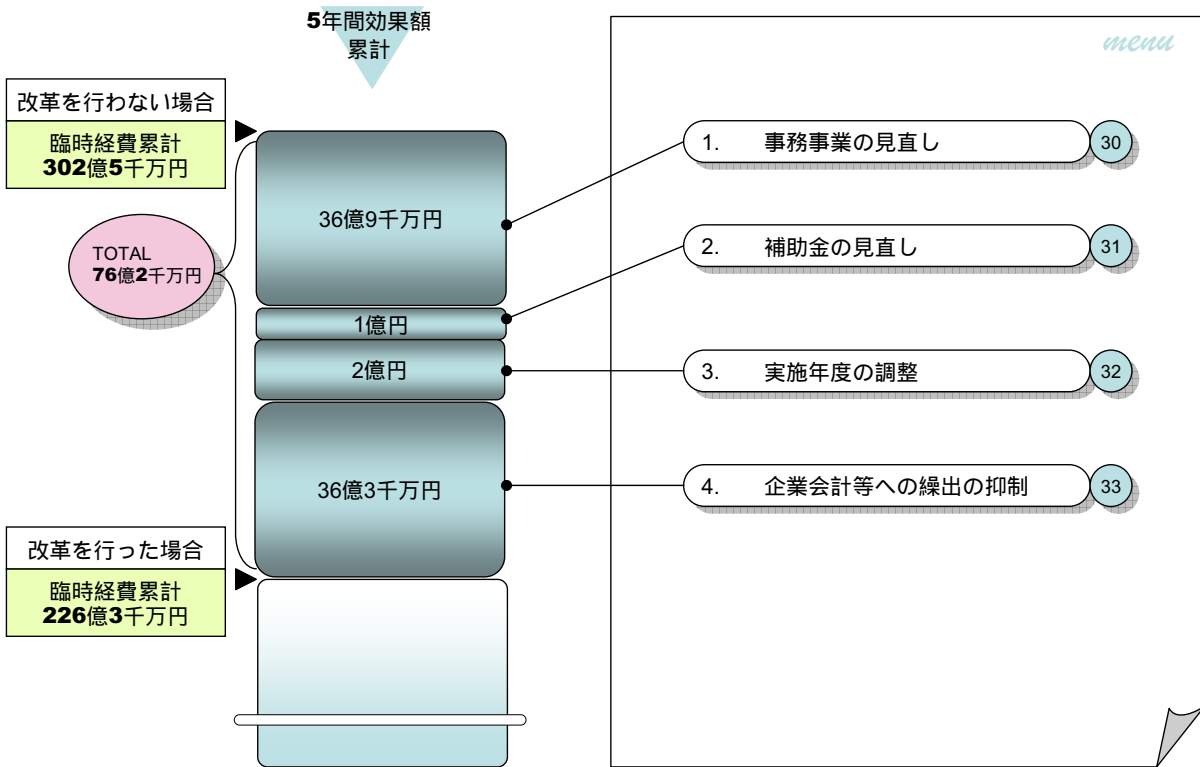 5年間効果額
累計
menu
改革を行わない場合
臨時経費累計
302億5千万円
TOTAL
76億2千万円
36億9千万円
1億円
2億円
36億3千万円
改革を行った場合
臨時経費累計
226億3千万円
1. 事務事業の見直し 30
2. 補助金の見直し 31
3. 実施年度の調整 32
4. 企業会計等への繰出の抑制 33